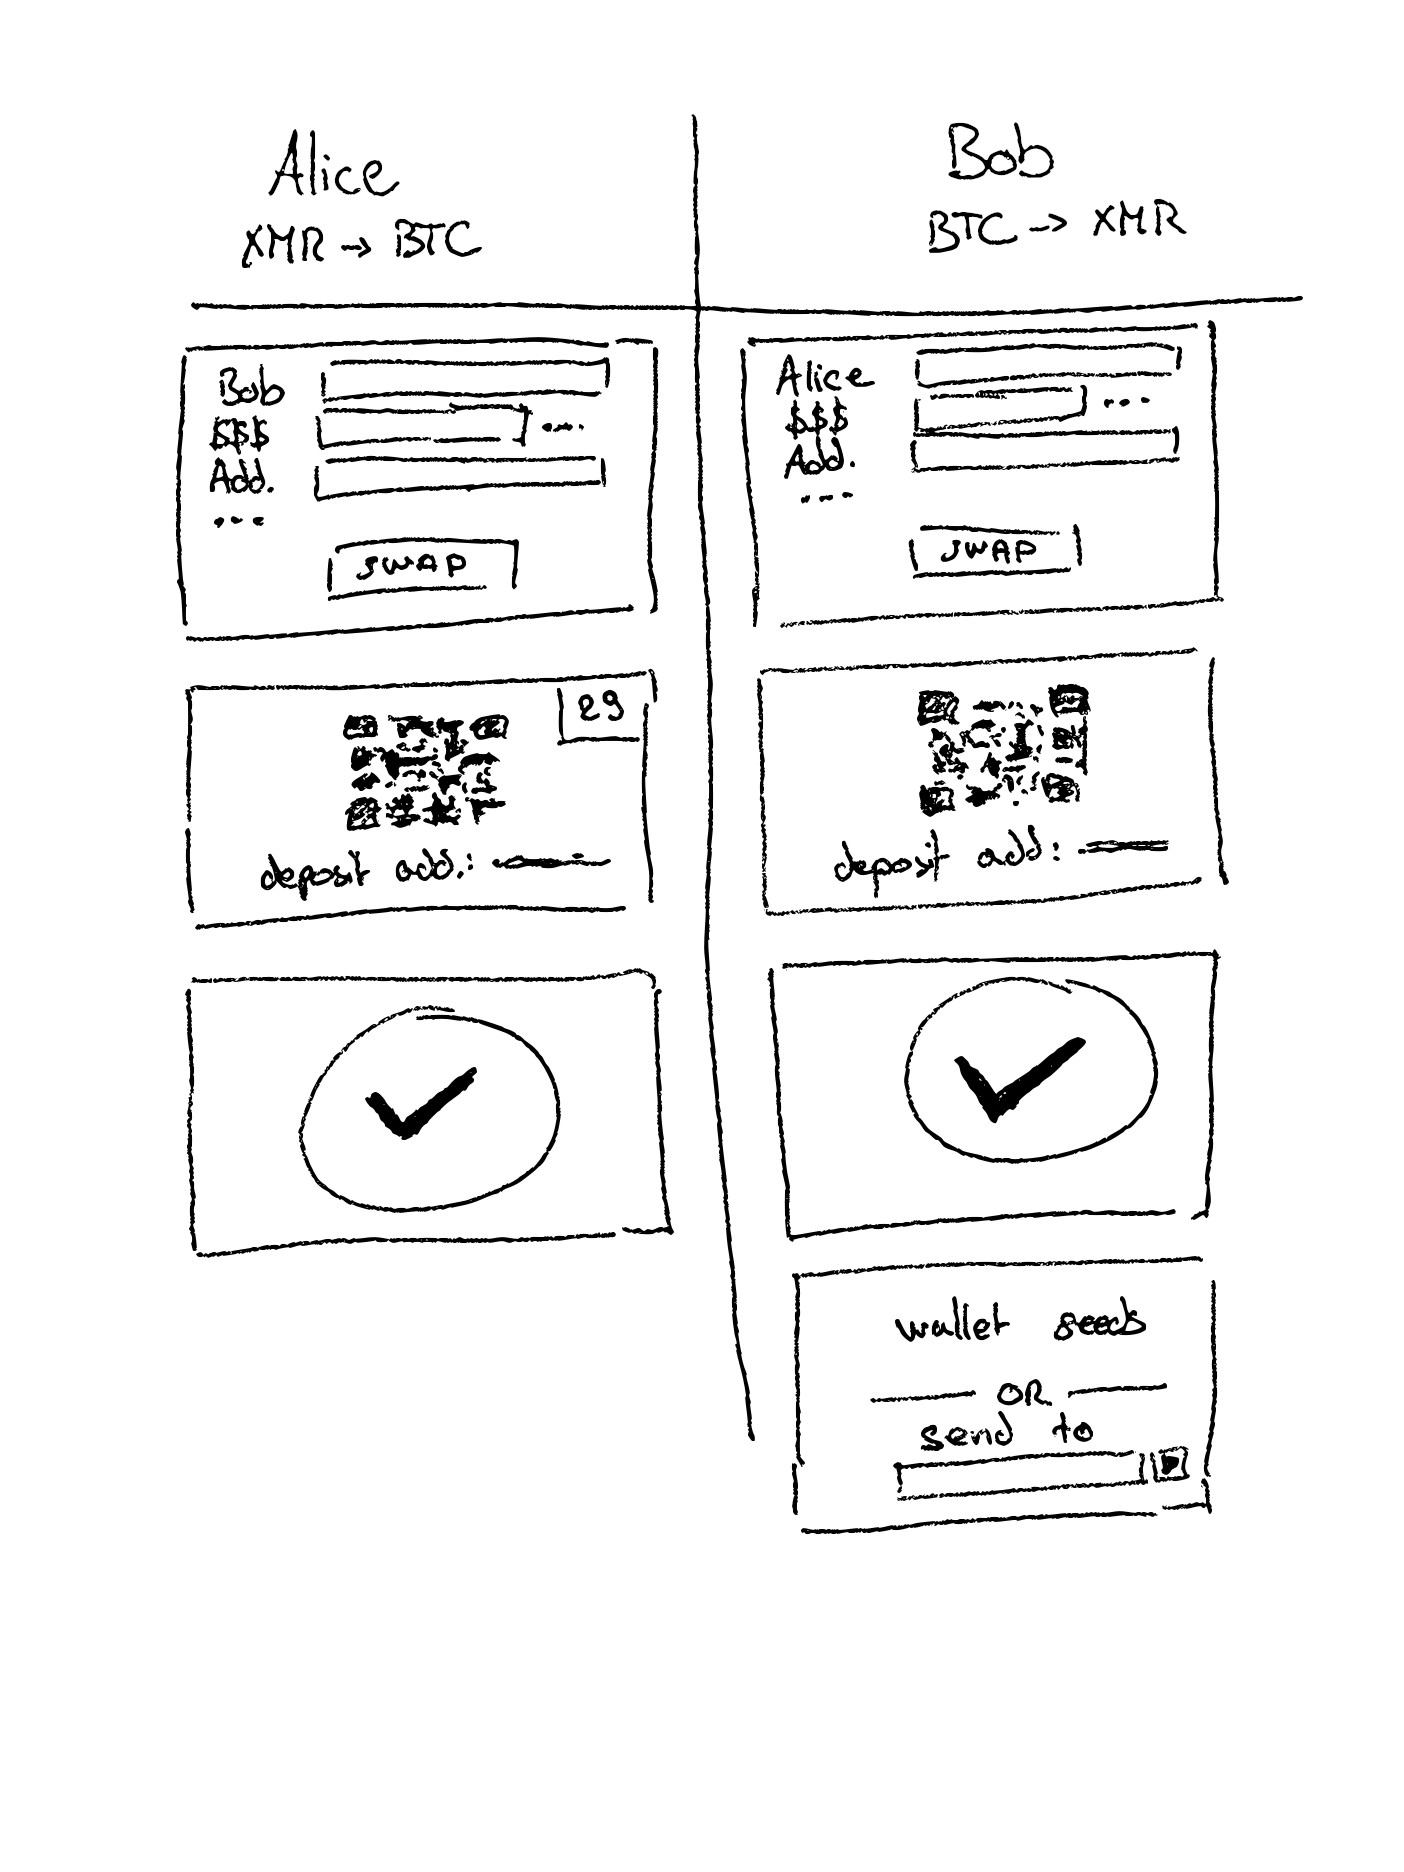 Alice
XMR → BTC
Bob
$$$
...
Add.
...
SWAP
29
deposit add.:
Bob
BTC → XMR
Alice
$$$
...
Add.
...
SWAP
deposit add:
wallet seeds
OR
send to